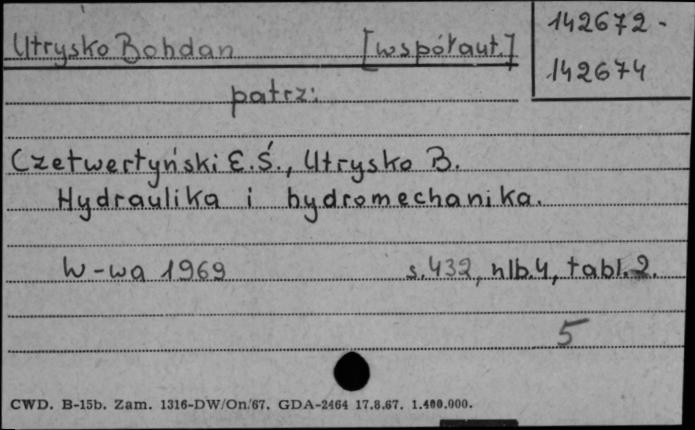 Utrysko Bohdan [współaut.]
142672 -
142674
patrz:
Czetwertyński E.Ś., Utrysko B.
Hydraulika i hydromechanika.
W-wa 1969 s.432, nlb.4, tabl.2.
5
CWD. B-15b. Zam. 1316-DW/On/67. GDA-2464 17.8.67. 1.400.000.